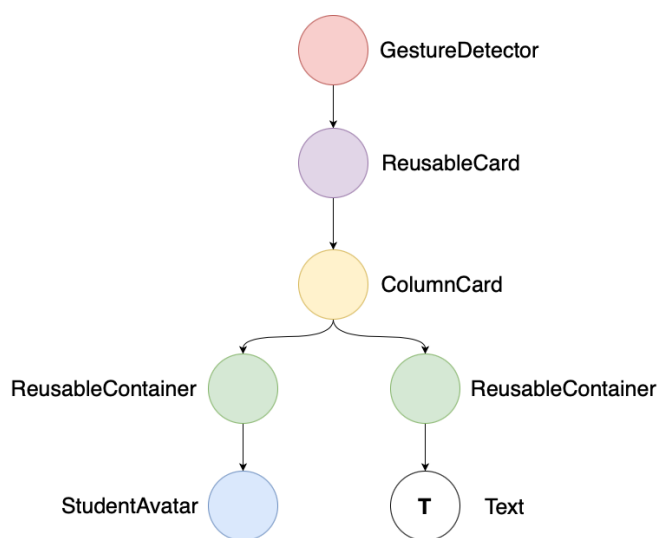 GestureDetector
ReusableCard
ColumnCard
ReusableContainer
ReusableContainer
StudentAvatar
T
Text